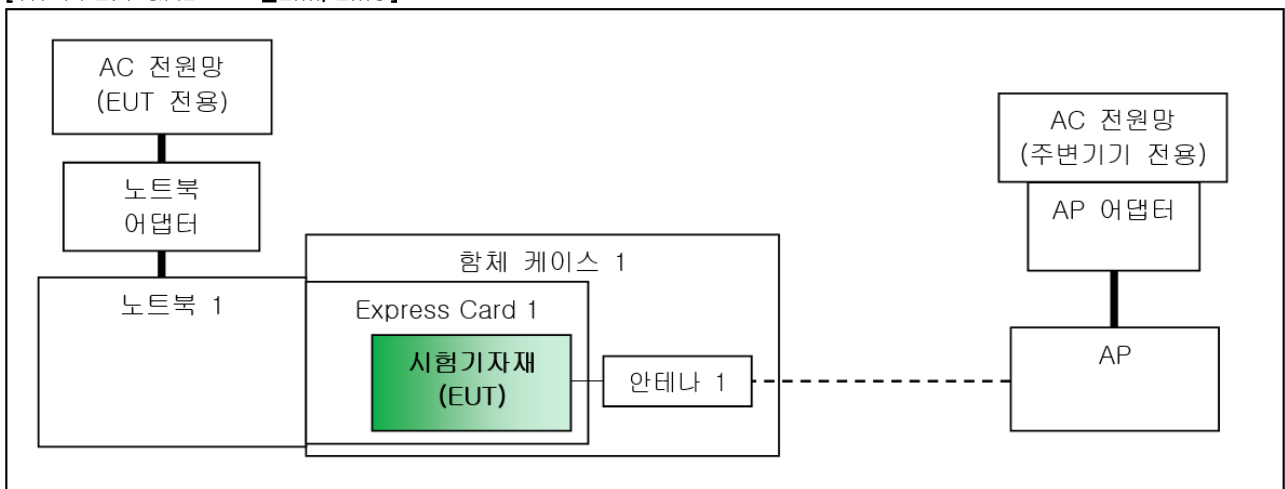 AC 전원망
(EUT 전용)
노트북
어댑터
노트북 1
함체 케이스 1
Express Card 1
시험기자재
(EUT)
안테나 1
AC 전원망
(주변기기 전용)
AP 어댑터
AP